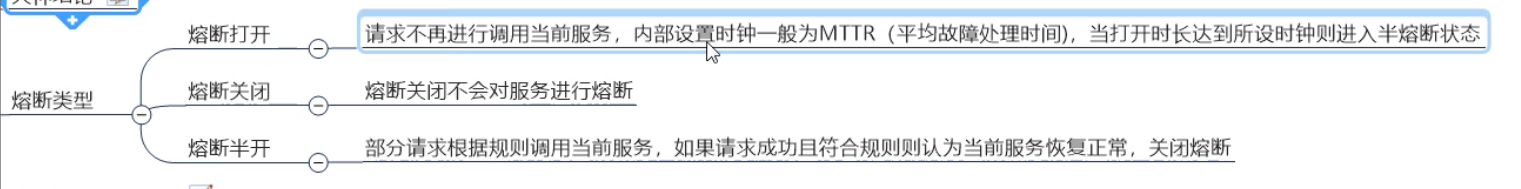 熔断类型
熔断打开
请求不再进行调用当前服务，内部设置时钟一般为MTTR（平均故障处理时间)，当打开时长达到所设时钟则进入半熔断状态
熔断关闭
熔断关闭不会对服务进行熔断
熔断半开
部分请求根据规则调用当前服务，如果请求成功且符合规则则认为当前服务恢复正常，关闭熔断